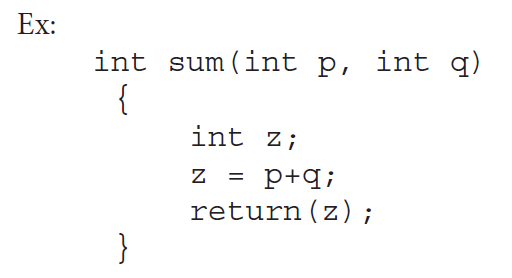 Ex:
int sum(int p, int q)
{
int z;
z = p+q;
return(z);
}